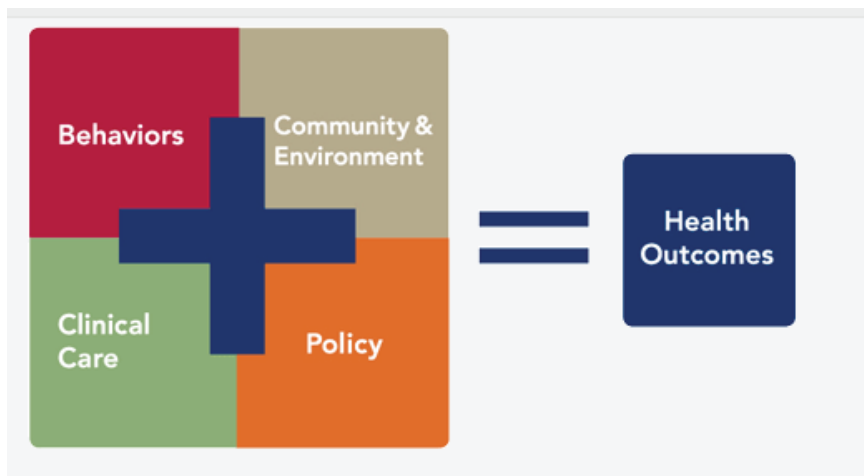 Behaviors
Community &
Environment
Clinical
Care
Policy
Health
Outcomes